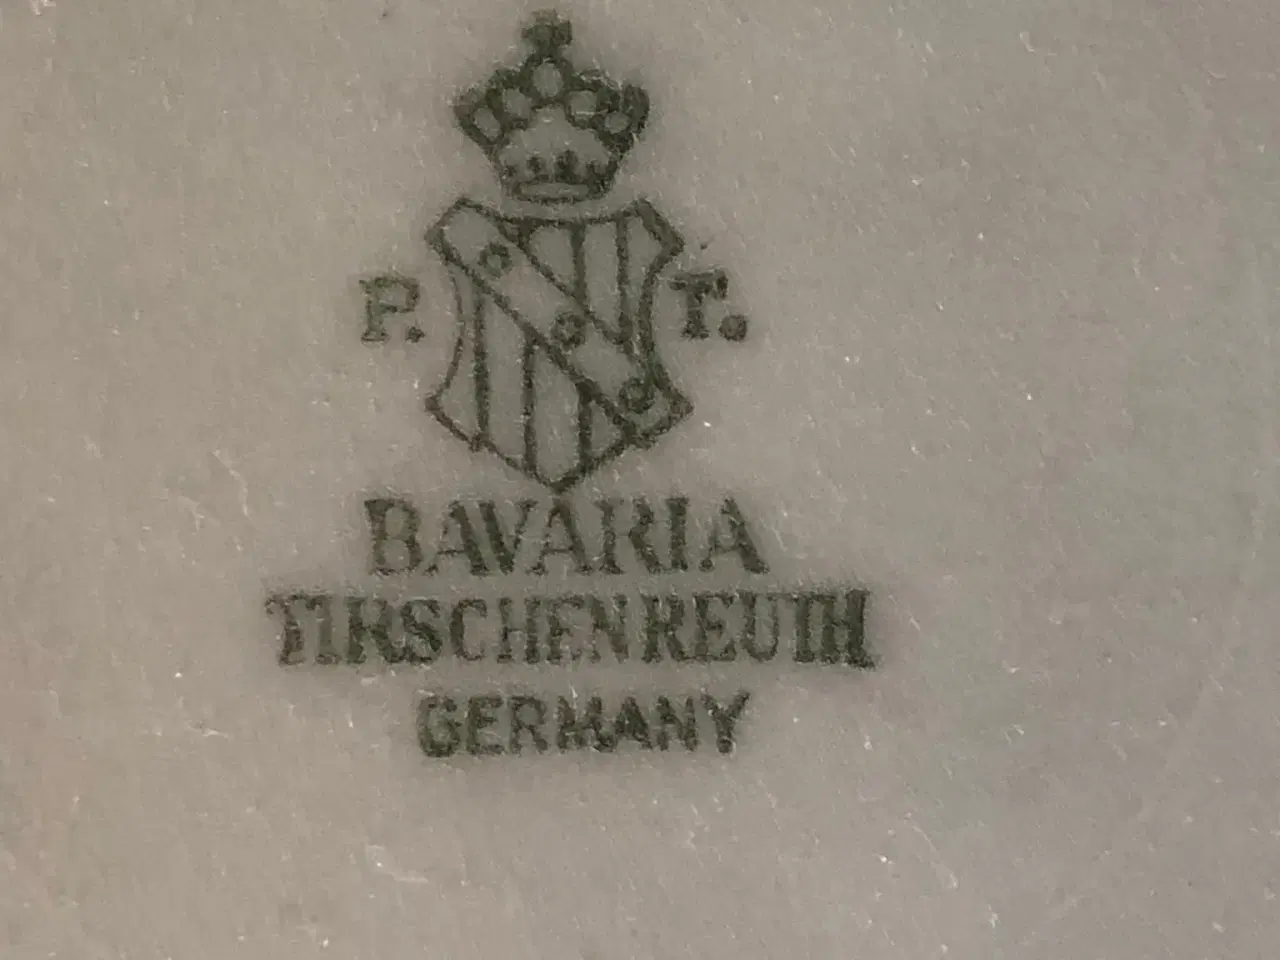 P. T.
BAVARIA
TIRSCHENREUTH
GERMANY